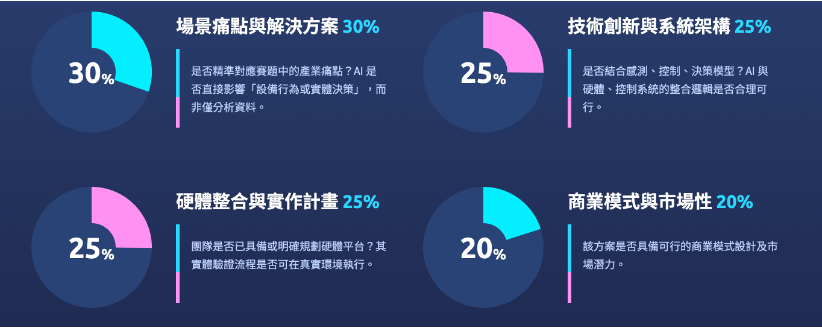 30%
場景痛點與解決方案 30%
是否精準對應賽題中的產業痛點？AI 是
否直接影響「設備行為或實體決策」，而
非僅分析資料。
25%
技術創新與系統架構 25%
是否結合感測、控制、決策模型？AI 與
硬體、控制系統的整合邏輯是否合理可
行。
25%
硬體整合與實作計畫 25%
團隊是否已具備或明確規劃硬體平台？其
實體驗證流程是否可在真實環境執行。
20%
商業模式與市場性 20%
該方案是否具備可行的商業模式設計及市
場潛力。